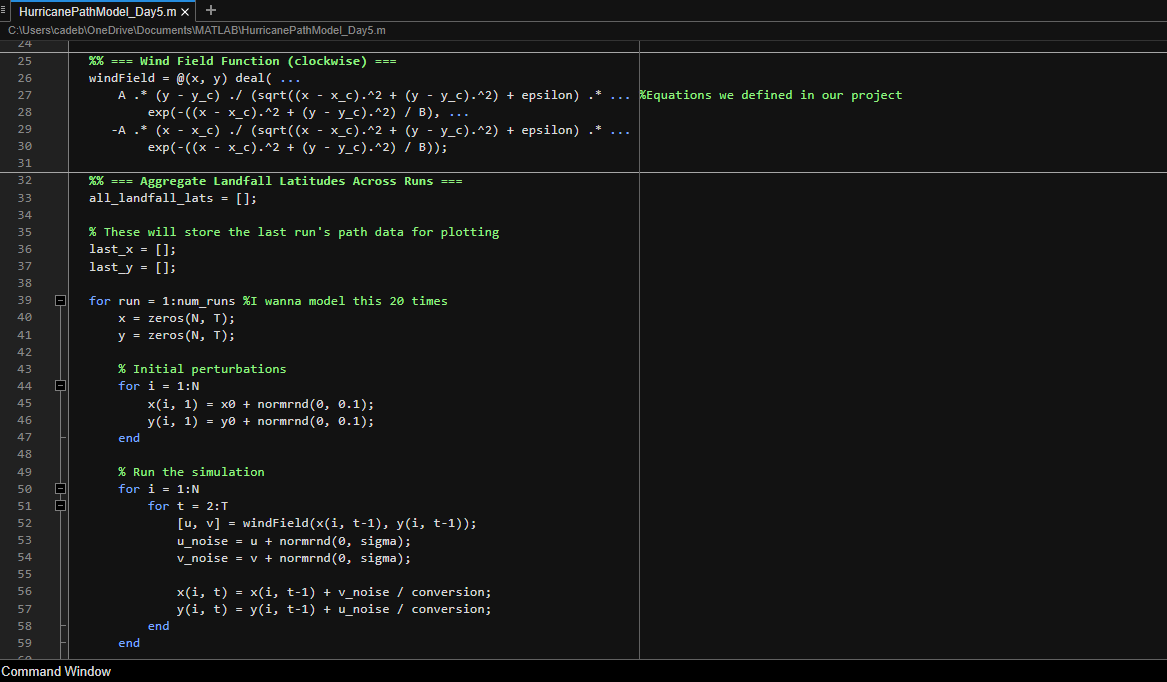 HurricanePathModel_Day5.m × +
C:\Users\cadeb\OneDrive\Documents\MATLAB\HurricanePathModel_Day5.m
24
25 %% === Wind Field Function (clockwise) ===
26 windField = @(x, y) deal( ...
27 A .* (y - y_c) ./ (sqrt((x - x_c).^2 + (y - y_c).^2) + epsilon) .* ... %Equations we defined in our project
28 exp(-((x - x_c).^2 + (y - y_c).^2) / B), ...
29 -A .* (x - x_c) ./ (sqrt((x - x_c).^2 + (y - y_c).^2) + epsilon) .* ...
30 exp(-((x - x_c).^2 + (y - y_c).^2) / B));
31
32 %% === Aggregate Landfall Latitudes Across Runs ===
33 all_landfall_lats = [];
34
35 % These will store the last run's path data for plotting
36 last_x = [];
37 last_y = [];
38
39 for run = 1:num_runs %I wanna model this 20 times
40 x = zeros(N, T);
41 y = zeros(N, T);
42
43 % Initial perturbations
44 for i = 1:N
45 x(i, 1) = x0 + normrnd(0, 0.1);
46 y(i, 1) = y0 + normrnd(0, 0.1);
47 end
48
49 % Run the simulation
50 for i = 1:N
51 for t = 2:T
52 [u, v] = windField(x(i, t-1), y(i, t-1));
53 u_noise = u + normrnd(0, sigma);
54 v_noise = v + normrnd(0, sigma);
55
56 x(i, t) = x(i, t-1) + v_noise / conversion;
57 y(i, t) = y(i, t-1) + u_noise / conversion;
58 end
59 end
Command Window